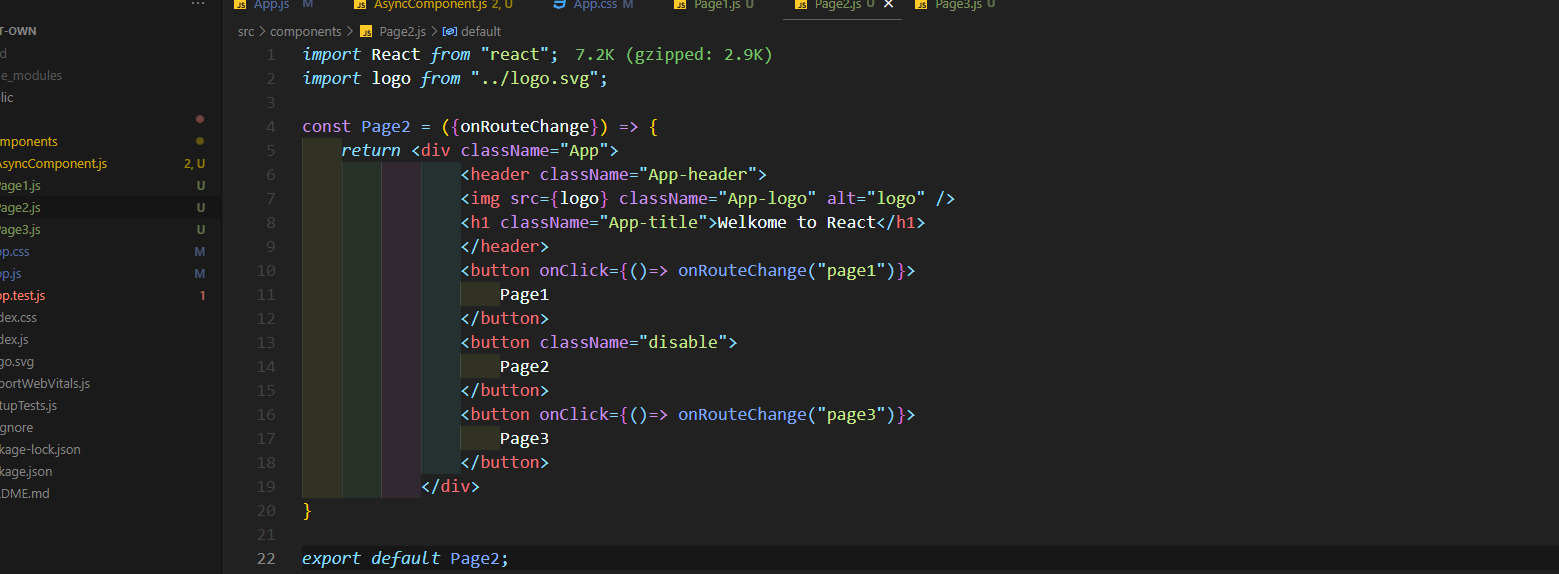 App.js M AsyncComponent.js 2, U App.css M Page1.js U Page2.js U Page3.js U
src > components > Page2.js > default
T-OWN
d
e_modules
lic
mponents
AsyncComponent.js 2, U
Page1.js U
Page2.js U
Page3.js U
pp.css M
pp.js M
pp.test.js 1
dex.css
dex.js
go.svg
portWebVitals.js
tupTests.js
gnore
kage-lock.json
kage.json
DME.md
1 import React from "react"; 7.2K (gzipped: 2.9K)
2 import logo from "../logo.svg";
3
4 const Page2 = ({onRouteChange}) => {
5 return <div className="App">
6 <header className="App-header">
7 <img src={logo} className="App-logo" alt="logo" />
8 <h1 className="App-title">Welkome to React</h1>
9 </header>
10 <button onClick={()=> onRouteChange("page1")}>
11 Page1
12 </button>
13 <button className="disable">
14 Page2
15 </button>
16 <button onClick={()=> onRouteChange("page3")}>
17 Page3
18 </button>
19 </div>
20 }
21
22 export default Page2;